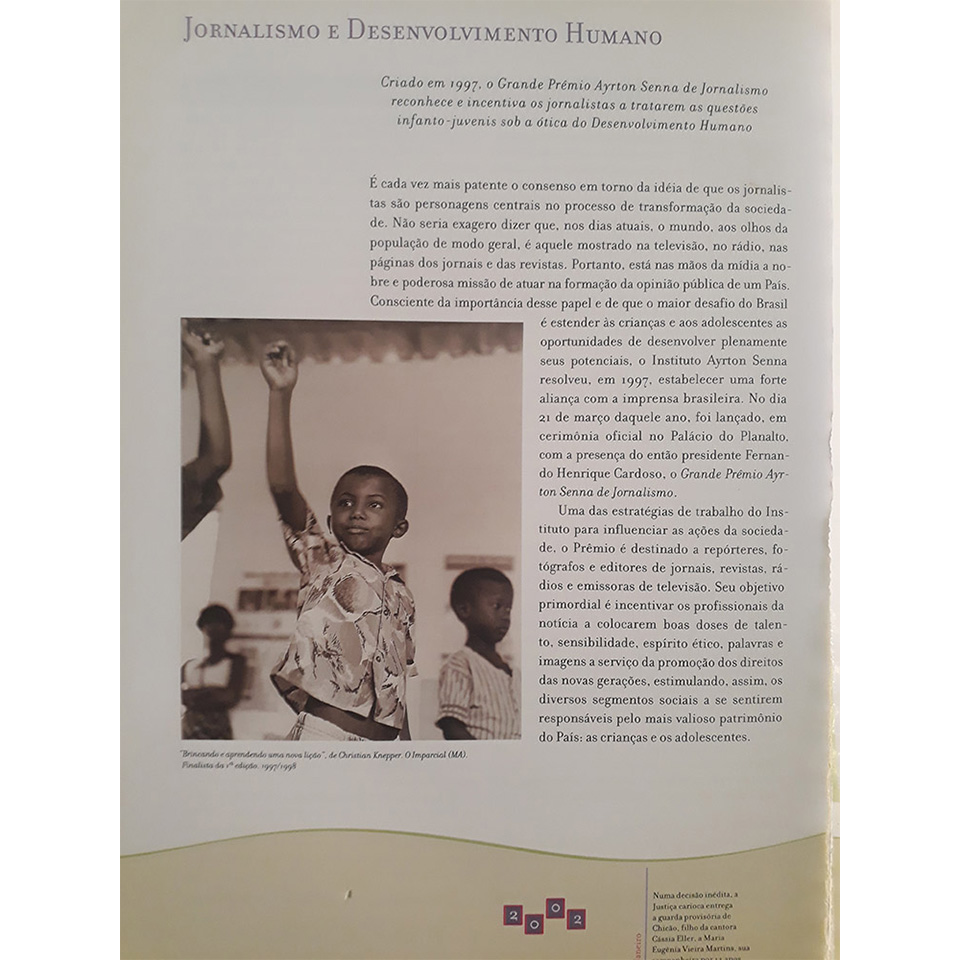 JORNALISMO E DESENVOLVIMENTO HUMANO
Criado em 1997, o Grande Prêmio Ayrton Senna de Jornalismo
reconhece e incentiva os jornalistas a tratarem as questões
infanto-juvenis sob a ótica do Desenvolvimento Humano
É cada vez mais patente o consenso em torno da idéia de que os jornalis-
tas são personagens centrais no processo de transformação da socieda-
de. Não seria exagero dizer que, nos dias atuais, o mundo, aos olhos da
população de modo geral, é aquele mostrado na televisão, no rádio, nas
páginas dos jornais e das revistas. Portanto, está nas mãos da mídia a no-
bre e poderosa missão de atuar na formação da opinião pública de um País.
Consciente da importância desse papel e de que o maior desafio do Brasil
é estender às crianças e aos adolescentes as
oportunidades de desenvolver plenamente
seus potenciais, o Instituto Ayrton Senna
resolveu, em 1997, estabelecer uma forte
aliança com a imprensa brasileira. No dia
21 de março daquele ano, foi lançado, em
cerimônia oficial no Palácio do Planalto,
com a presença do então presidente Fernan-
do Henrique Cardoso, o Grande Prêmio Ayr-
ton Senna de Jornalismo.
Uma das estratégias de trabalho do Ins-
tituto para influenciar as ações da socieda-
de, o Prêmio é destinado a repórteres, fo-
tógrafos e editores de jornais, revistas, rá-
dios e emissoras de televisão. Seu objetivo
primordial é incentivar os profissionais da
notícia a colocarem boas doses de talen-
to, sensibilidade, espírito ético, palavras e
imagens a serviço da promoção dos direitos
das novas gerações, estimulando, assim, os
diversos segmentos sociais a se sentirem
responsáveis pelo mais valioso patrimônio
do País: as crianças e os adolescentes.
"Brincando e aprendendo uma nova lição", de Christian Knepper. O Imparcial (MA).
Finalista da 1ª edição. 1997/1998
2002
Numa decisão inédita, a
Justiça carioca entrega
a guarda provisória de
Chicão, filho da cantora
Cássia Eller, a Maria
Eugênia Vieira Martins, sua